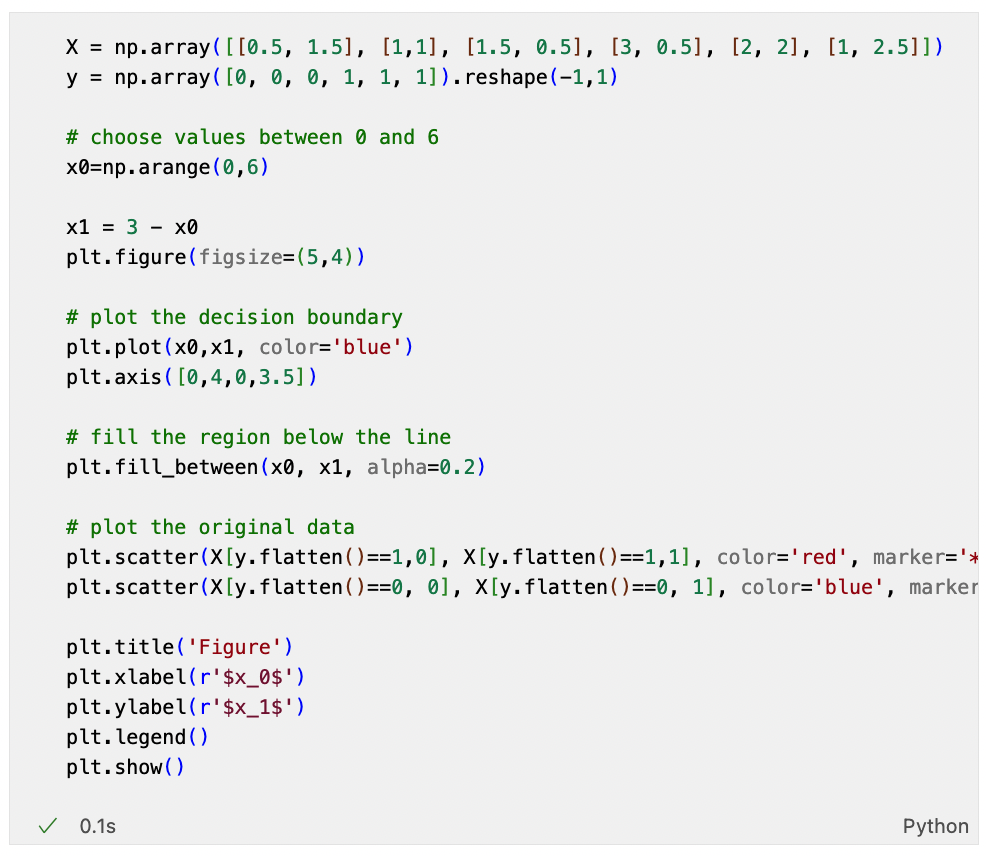 X = np.array([[0.5, 1.5], [1,1], [1.5, 0.5], [3, 0.5], [2, 2], [1, 2.5]])
y = np.array([0, 0, 0, 1, 1, 1]).reshape(-1,1)
# choose values between 0 and 6
x0=np.arange(0,6)
x1 = 3 - x0
plt.figure(figsize=(5,4))
# plot the decision boundary
plt.plot(x0,x1, color='blue')
plt.axis([0,4,0,3.5])
# fill the region below the line
plt.fill_between(x0, x1, alpha=0.2)
# plot the original data
plt.scatter(X[y.flatten()==1,0], X[y.flatten()==1,1], color='red', marker='*
plt.scatter(X[y.flatten()==0, 0], X[y.flatten()==0, 1], color='blue', marker
plt.title('Figure')
plt.xlabel(r'$x_0$')
plt.ylabel(r'$x_1$')
plt.legend()
plt.show()
✓ 0.1s Python